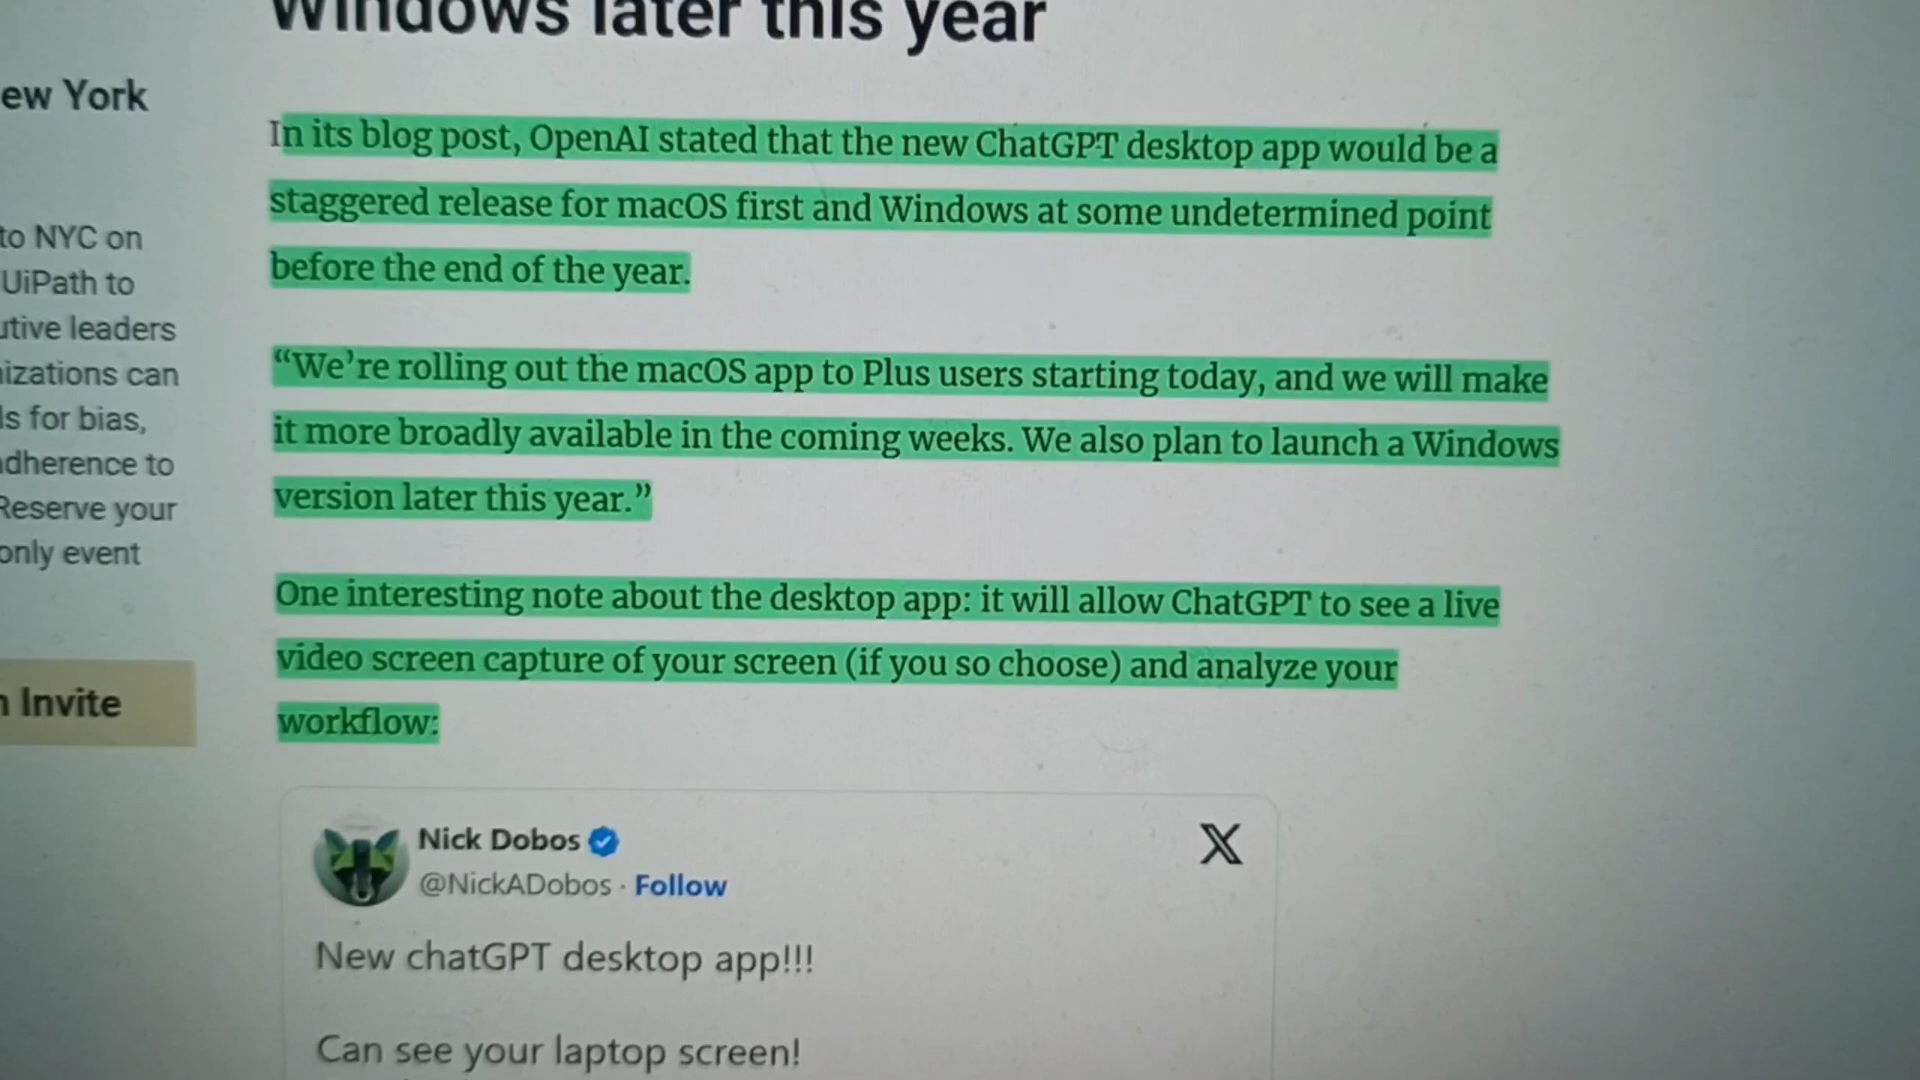 Windows later this year
ew York
to NYC on
UiPath to
utive leaders
nizations can
ls for bias,
adherence to
Reserve your
only event
n Invite
In its blog post, OpenAI stated that the new ChatGPT desktop app would be a
staggered release for macOS first and Windows at some undetermined point
before the end of the year.
“We’re rolling out the macOS app to Plus users starting today, and we will make
it more broadly available in the coming weeks. We also plan to launch a Windows
version later this year.”
One interesting note about the desktop app: it will allow ChatGPT to see a live
video screen capture of your screen (if you so choose) and analyze your
workflow:
Nick Dobos
X
@NickADobos · Follow
New chatGPT desktop app!!!
Can see your laptop screen!